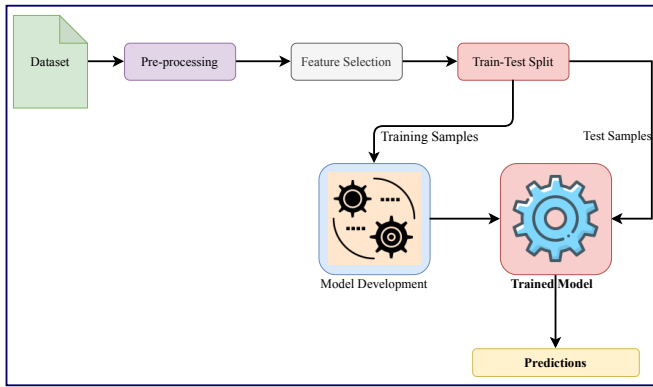 Dataset
Pre-processing
Feature Selection
Train-Test Split
Training Samples
Test Samples
Model Development
Trained Model
Predictions